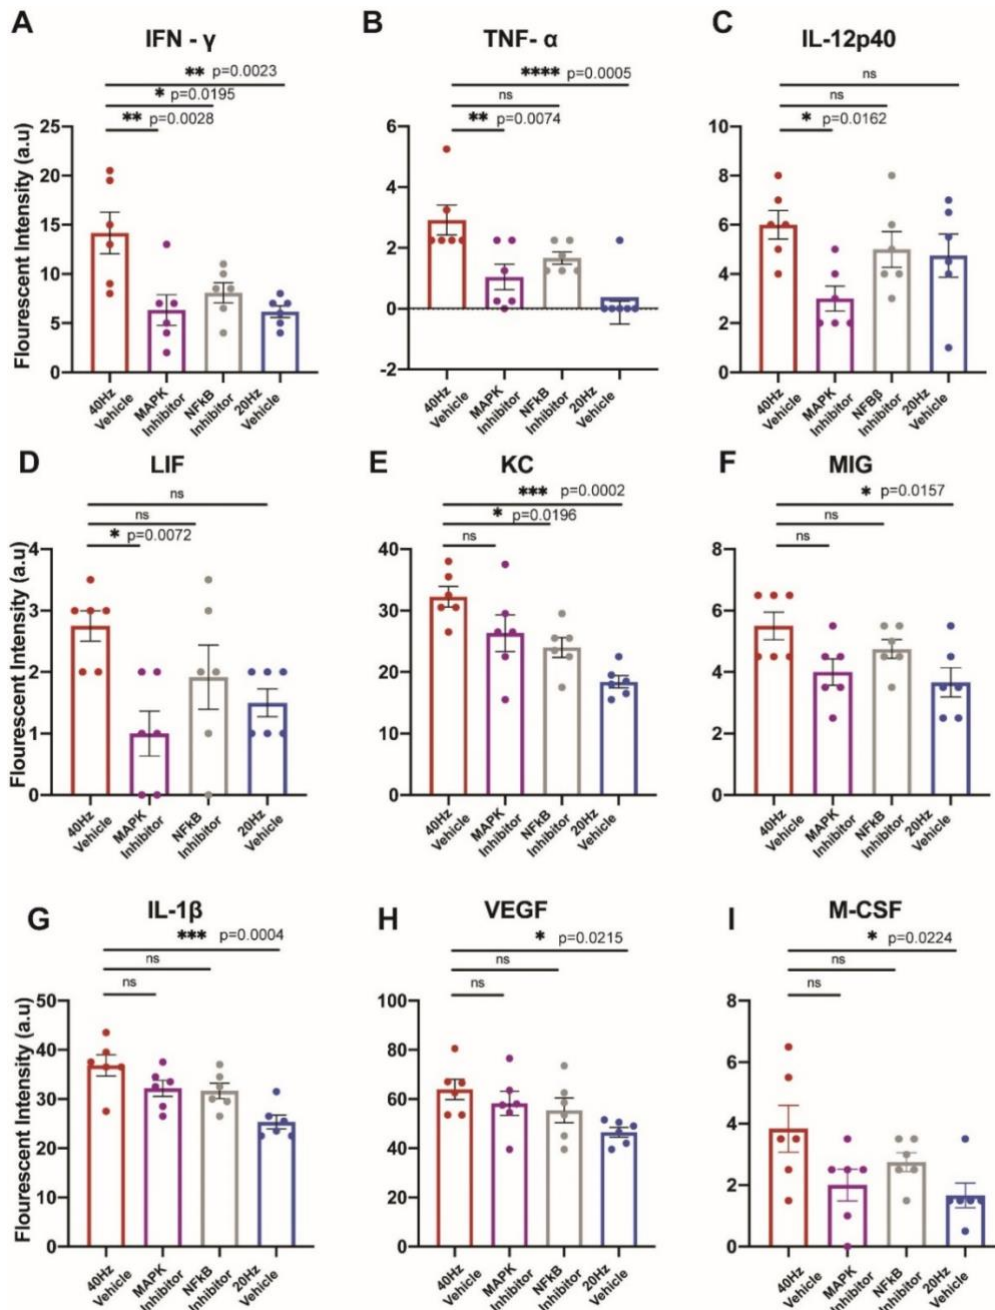 A
IFN - γ
** p=0.0023
* p=0.0195
** p=0.0028
Flourescent Intensity (a.u)
25
20
15
10
5
0
40Hz Vehicle
MAPK Inhibitor
NFkB Inhibitor
20Hz Vehicle
B
TNF- α
**** p=0.0005
ns
** p=0.0074
6
4
2
0
-2
40Hz Vehicle
MAPK Inhibitor
NFkB Inhibitor
20Hz Vehicle
C
IL-12p40
ns
ns
* p=0.0162
10
8
6
4
2
0
40Hz Vehicle
MAPK Inhibitor
NFBβ Inhibitor
20Hz Vehicle
D
LIF
ns
ns
* p=0.0072
Flourescent Intensity (a.u)
4
3
2
1
0
40Hz Vehicle
MAPK Inhibitor
NFkB Inhibitor
20Hz Vehicle
E
KC
*** p=0.0002
* p=0.0196
ns
40
30
20
10
0
40Hz Vehicle
MAPK Inhibitor
NFkB Inhibitor
20Hz Vehicle
F
MIG
* p=0.0157
ns
ns
8
6
4
2
0
40Hz Vehicle
MAPK Inhibitor
NFkB Inhibitor
20Hz Vehicle
G
IL-1β
*** p=0.0004
ns
ns
Flourescent Intensity (a.u)
50
40
30
20
10
0
40Hz Vehicle
MAPK Inhibitor
NFkB Inhibitor
20Hz Vehicle
H
VEGF
* p=0.0215
ns
ns
100
80
60
40
20
0
40Hz Vehicle
MAPK Inhibitor
NFkB Inhibitor
20Hz Vehicle
I
M-CSF
* p=0.0224
ns
ns
8
6
4
2
0
40Hz Vehicle
MAPK Inhibitor
NFkB Inhibitor
20Hz Vehicle